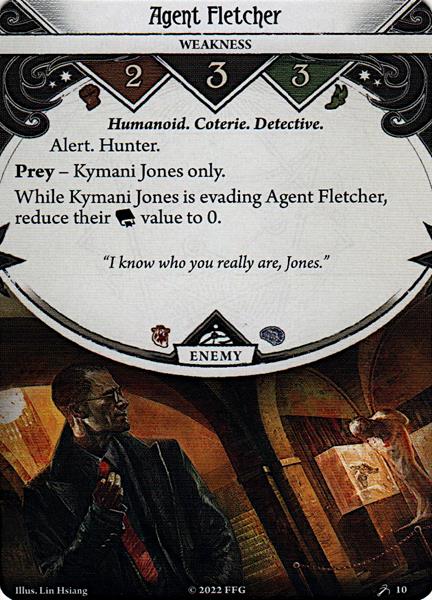 Agent Fletcher
WEAKNESS
2 3 3
Humanoid. Coterie. Detective.
Alert. Hunter.
Prey – Kymani Jones only.
While Kymani Jones is evading Agent Fletcher,
reduce their value to 0.
“I know who you really are, Jones.”
ENEMY
Illus. Lin Hsiang © 2022 FFG 10